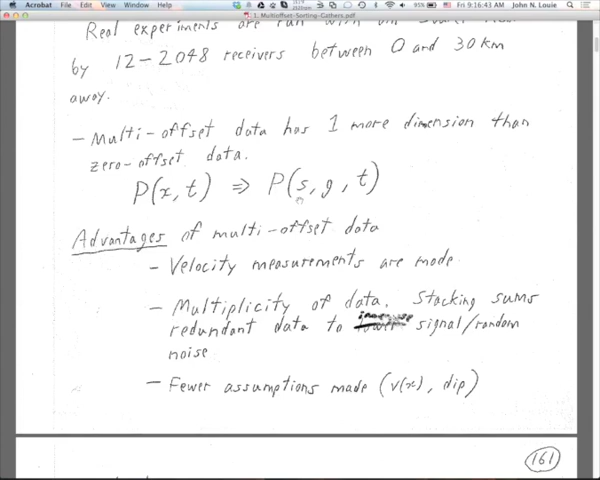 Acrobat File Edit View Window Help
95% Fri 9:16:43 AM John N. Louie
1. Multioffset-Sorting-Gathers.pdf
Real experiments are run with
by 12-2048 receivers between 0 and 30 km
away.
- Multi-offset data has 1 more dimension than
zero-offset data.
P(x, t) ⇒ P(s, g, t)
Advantages of multi-offset data
- Velocity measurements are made
- Multiplicity of data. Stacking sums
redundant data to increase signal/random
noise
- Fewer assumptions made (v(x), dip)
161